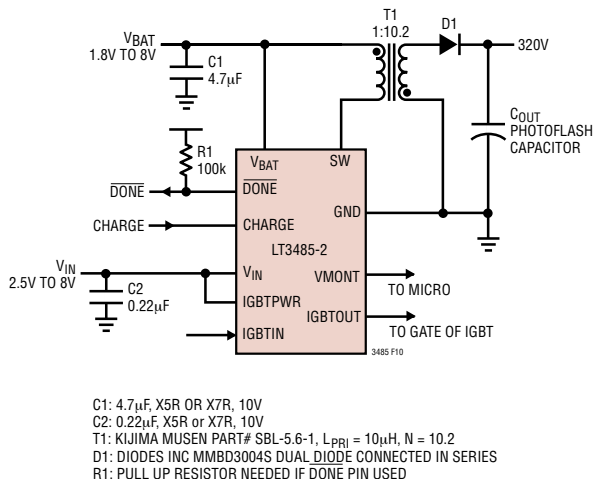 T1
1:10.2
D1
VBAT
1.8V TO 8V
C1
4.7µF
320V
COUT
PHOTOFLASH
CAPACITOR
R1
100k
VBAT
SW
DONE
DONE
GND
CHARGE
CHARGE
LT3485-2
VIN
2.5V TO 8V
VIN
VMONT
TO MICRO
C2
0.22µF
IGBTPWR
IGBTOUT
TO GATE OF IGBT
IGBTIN
3485 F10
C1: 4.7µF, X5R OR X7R, 10V
C2: 0.22µF, X5R or X7R, 10V
T1: KIJIMA MUSEN PART# SBL-5.6-1, LPRI = 10µH, N = 10.2
D1: DIODES INC MMBD3004S DUAL DIODE CONNECTED IN SERIES
R1: PULL UP RESISTOR NEEDED IF DONE PIN USED